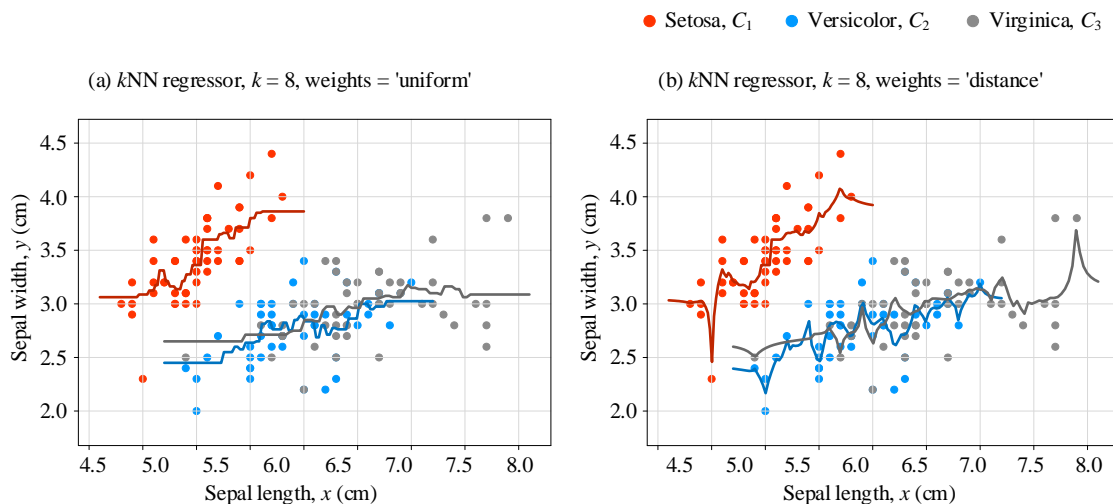 Setosa, C1 Versicolor, C2 Virginica, C3
(a) kNN regressor, k = 8, weights = 'uniform'
(b) kNN regressor, k = 8, weights = 'distance'
Sepal width, y (cm)
4.5
4.0
3.5
3.0
2.5
2.0
4.5 5.0 5.5 6.0 6.5 7.0 7.5 8.0
Sepal length, x (cm)
Sepal width, y (cm)
4.5
4.0
3.5
3.0
2.5
2.0
4.5 5.0 5.5 6.0 6.5 7.0 7.5 8.0
Sepal length, x (cm)